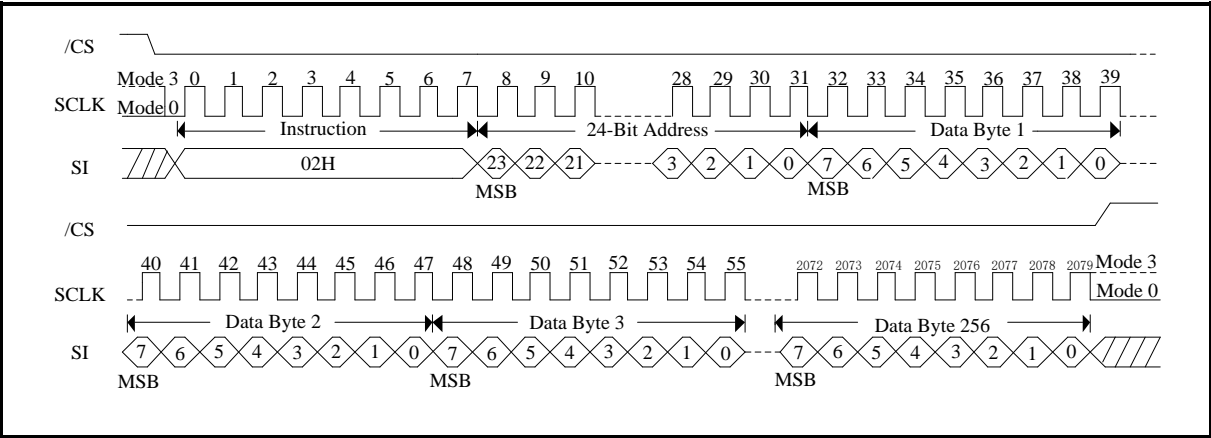 /CS
Mode 3 0 1 2 3 4 5 6 7 8 9 10 28 29 30 31 32 33 34 35 36 37 38 39
SCLK Mode 0
Instruction 24-Bit Address Data Byte 1
SI 02H 23 22 21 3 2 1 0 7 6 5 4 3 2 1 0
MSB MSB
/CS
40 41 42 43 44 45 46 47 48 49 50 51 52 53 54 55 2072 2073 2074 2075 2076 2077 2078 2079 Mode 3
SCLK Mode 0
Data Byte 2 Data Byte 3 Data Byte 256
SI 7 6 5 4 3 2 1 0 7 6 5 4 3 2 1 0 7 6 5 4 3 2 1 0
MSB MSB MSB